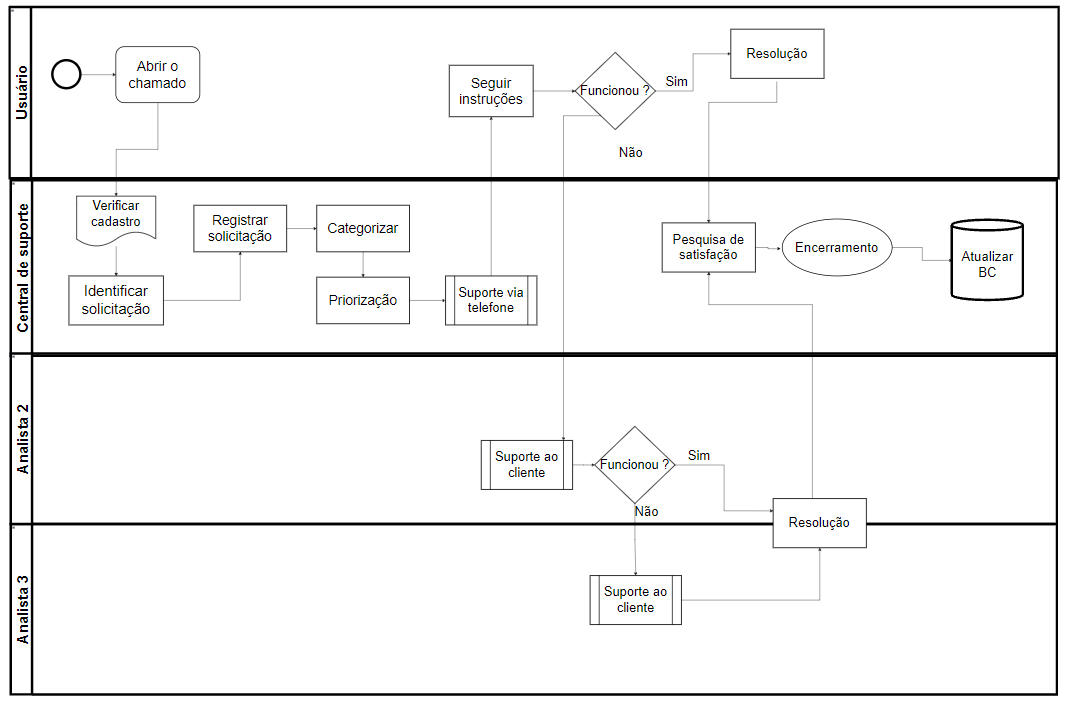 Usuário
Abrir o
chamado
Seguir
instruções
Funcionou ?
Sim
Não
Resolução
Central de suporte
Verificar
cadastro
Identificar
solicitação
Registrar
solicitação
Categorizar
Priorização
Suporte via
telefone
Pesquisa de
satisfação
Encerramento
Atualizar
BC
Analista 2
Suporte ao
cliente
Funcionou ?
Sim
Não
Resolução
Analista 3
Suporte ao
cliente